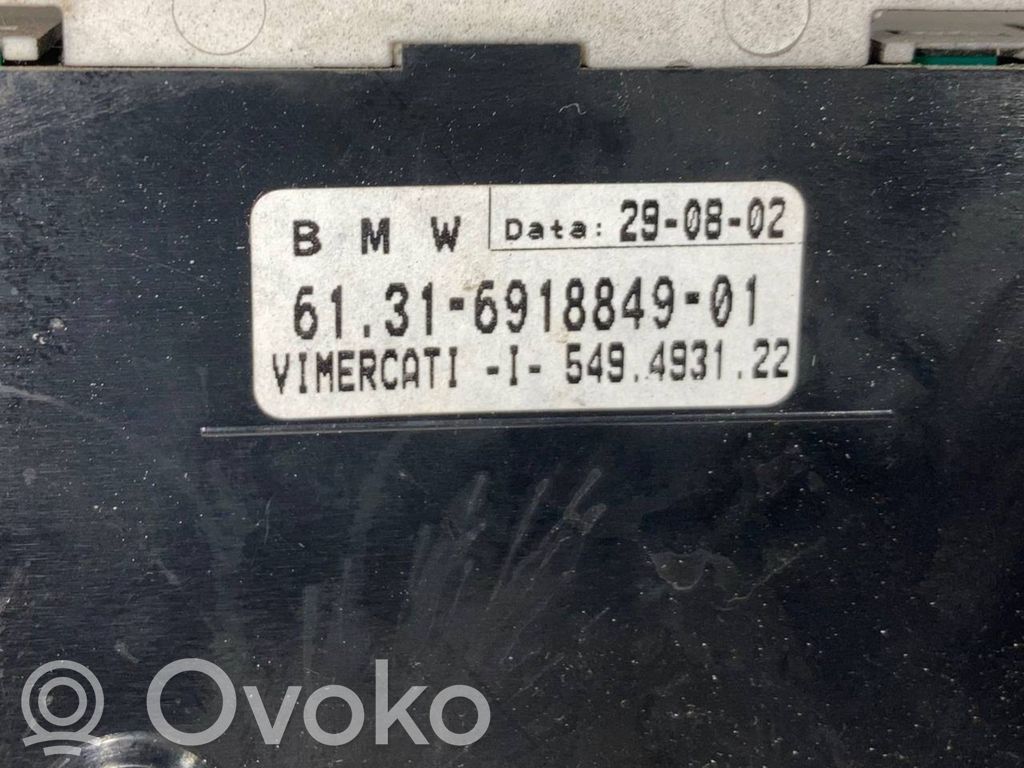 B M W Data: 29-08-02
61.31-6918849-01
VIMERCATI -I- 549.4931.22
Ovoko